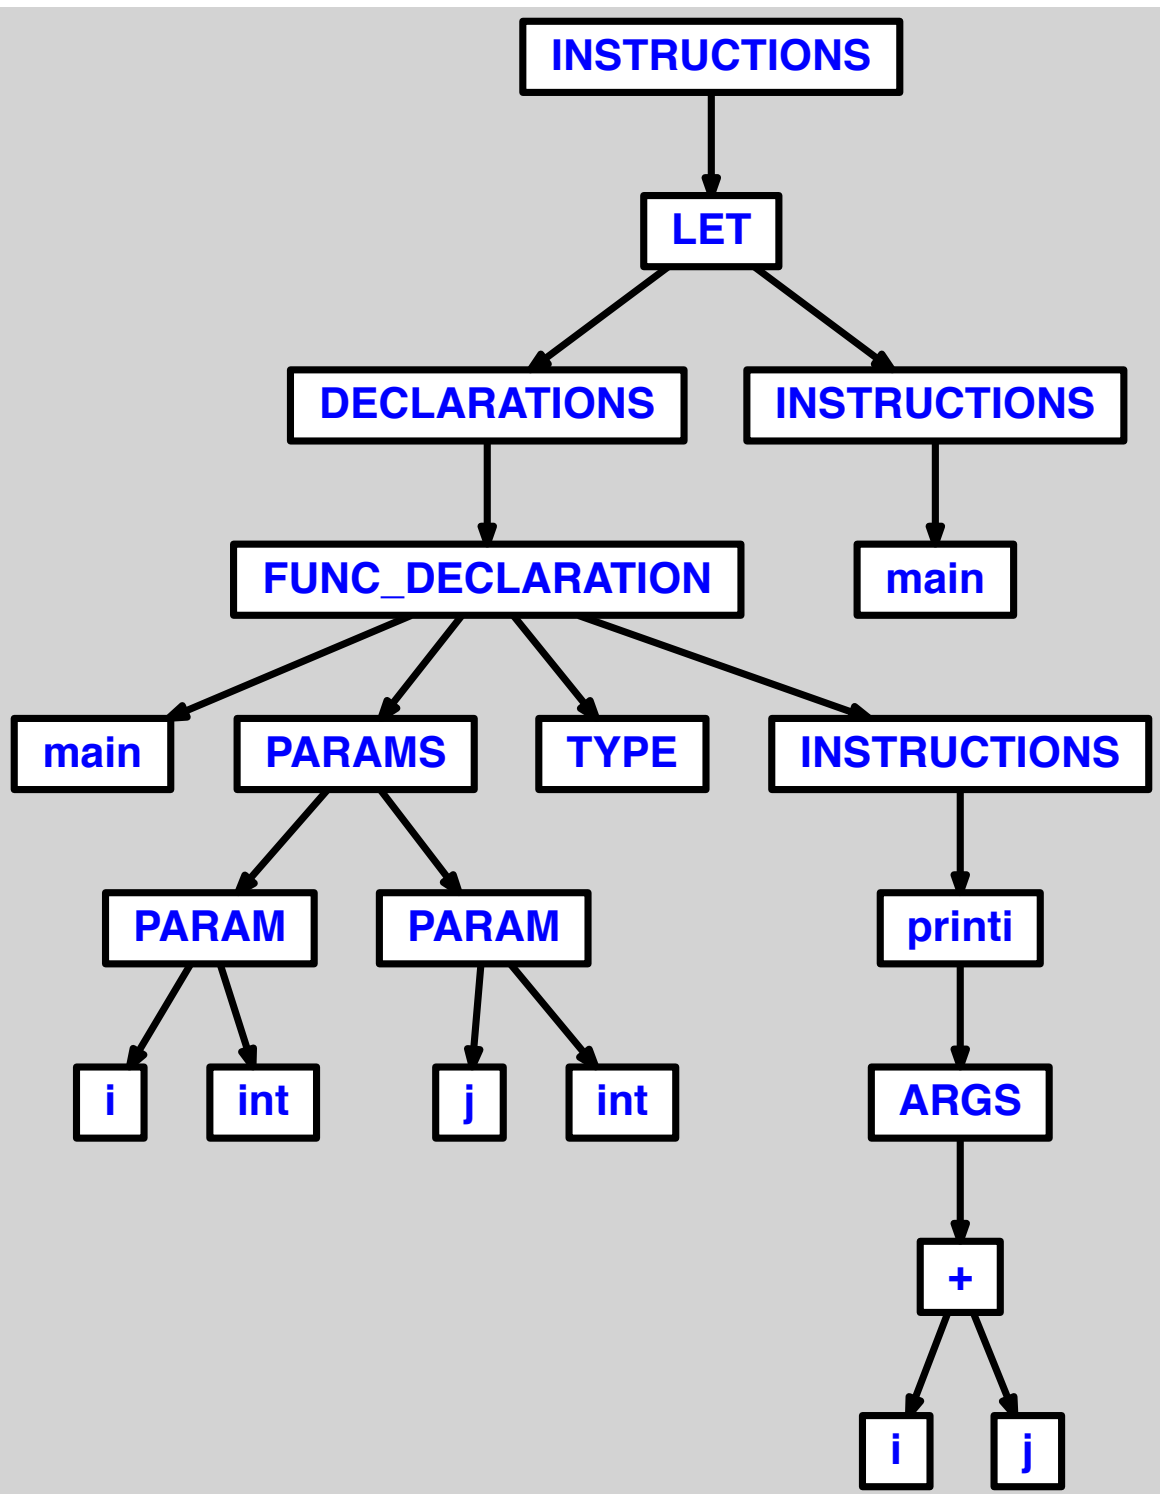 INSTRUCTIONS
LET
DECLARATIONS
INSTRUCTIONS
FUNC_DECLARATION
main
main
PARAMS
TYPE
INSTRUCTIONS
PARAM
PARAM
printi
i
int
j
int
ARGS
+
i
j